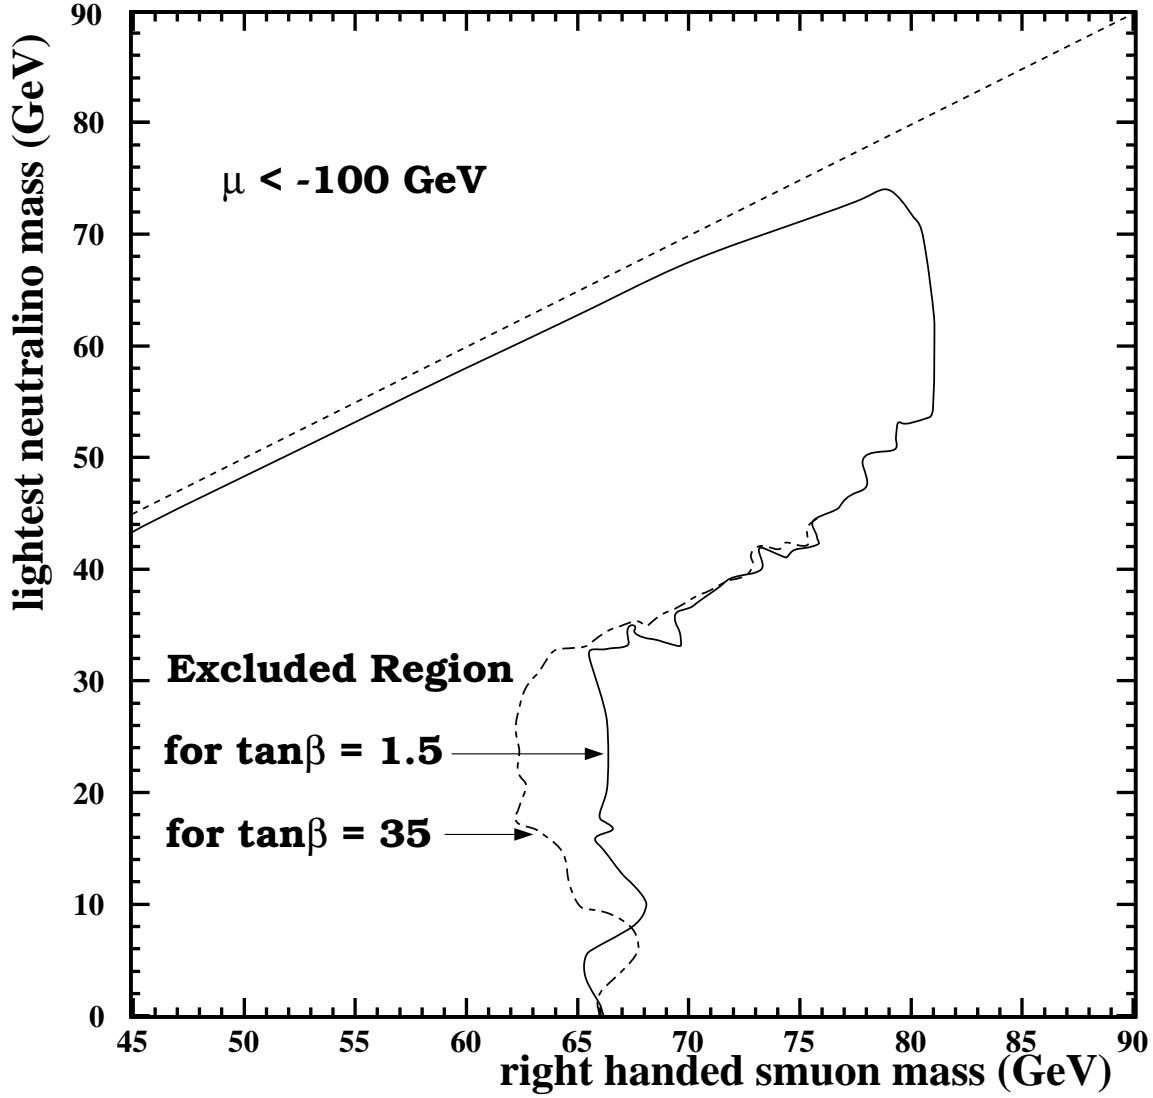 90
80
70
60
50
40
30
20
10
0
lightest neutralino mass (GeV)
μ < -100 GeV
Excluded Region
for tanβ = 1.5
for tanβ = 35
45 50 55 60 65 70 75 80 85 90
right handed smuon mass (GeV)